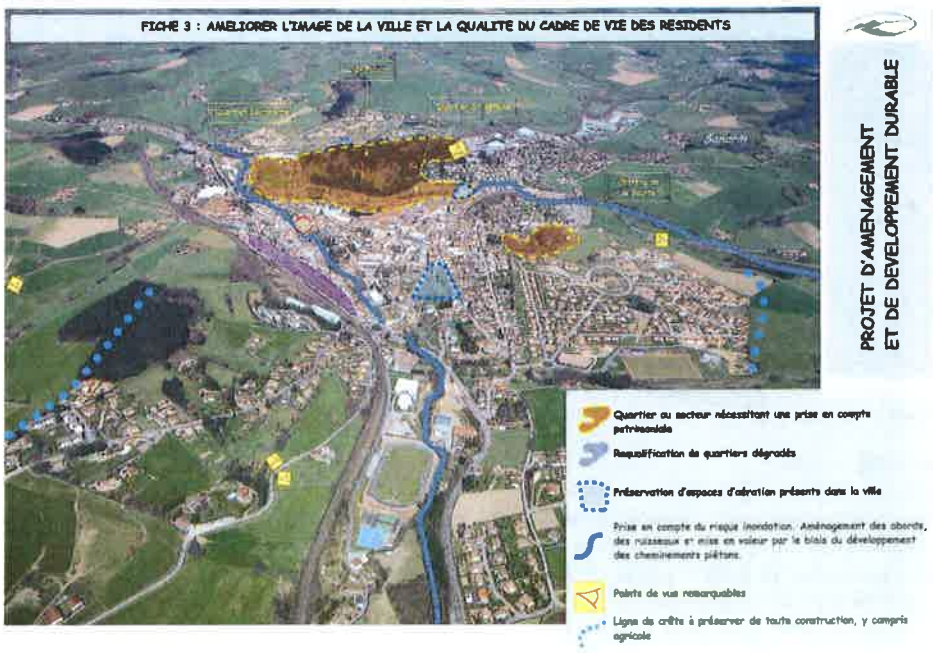 FICHE 3 : AMELIORER L'IMAGE DE LA VILLE ET LA QUALITE DU CADRE DE VIE DES RESIDENTS
PROJET D'AMENAGEMENT
ET DE DEVELOPPEMENT DURABLE
Quartier ou secteur nécessitant une prise en compte
patrimoniale
Requalification de quartiers dégradés
Préservation d'espaces d'aération présents dans la ville
Prise en compte du risque inondation. Aménagement des abords,
des ruisseaux et mise en valeur par le biais du développement
des cheminements piétons.
Points de vue remarquables
Ligne de crête à préserver de toute construction, y compris
agricole